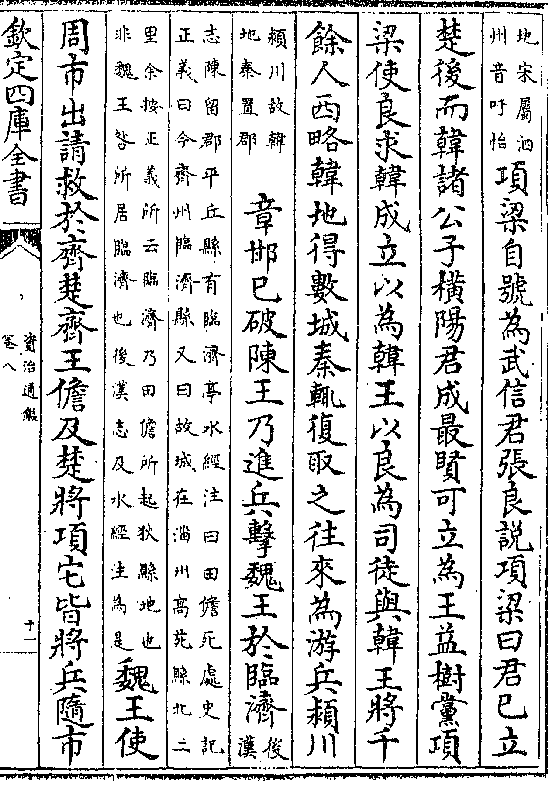 地宋屬泗
州音吁怡
項梁自號為武信君張良說項梁曰君已立
楚後而韓諸公子橫陽君成最賢可立為王益樹黨項
梁使良求韓成立以為韓王以良為司徒與韓王將千
餘人西略韓地得數城秦輒復取之往來為游兵潁川
潁川故韓
地秦置郡
章邯已破陳王乃進兵擊魏王於臨濟
後
漢
志陳留郡平丘縣有臨濟亭水經注曰田儋死處史記
正義曰今齊州臨濟縣又曰故城在淄州高苑縣北二
里余按正義所云臨濟乃田儋所起狄縣地也
非魏王咎所居臨濟也後漢志及水經注為是
魏王使
周市出請救於齊楚齊王儋及楚將項它皆將兵隨市
欽定四庫全書
資治通鑑
卷八
十一